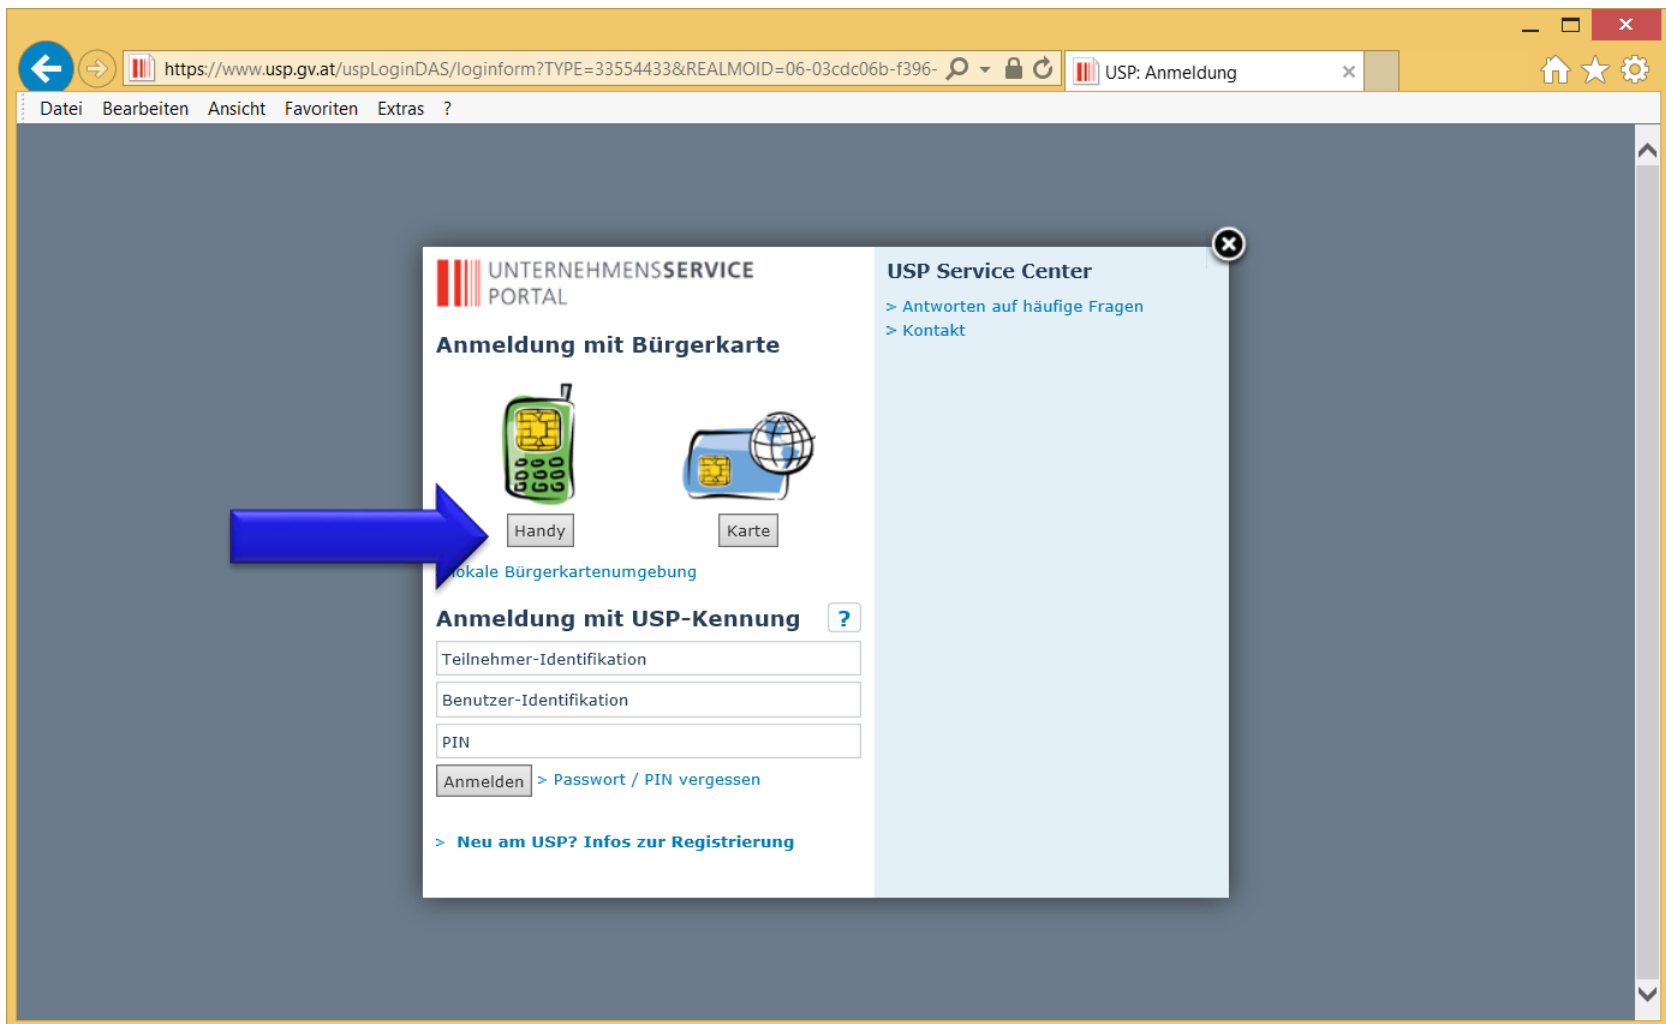 https://www.usp.gv.at/uspLoginDAS/loginform?TYPE=33554433&REALMOID=06-03cdc06b-f396-
USP: Anmeldung
Datei Bearbeiten Ansicht Favoriten Extras ?
UNTERNEHMENSSERVICE
PORTAL
Anmeldung mit Bürgerkarte
Handy
Karte
lokale Bürgerkartenumgebung
Anmeldung mit USP-Kennung ?
Teilnehmer-Identifikation
Benutzer-Identifikation
PIN
Anmelden > Passwort / PIN vergessen
> Neu am USP? Infos zur Registrierung
USP Service Center
> Antworten auf häufige Fragen
> Kontakt